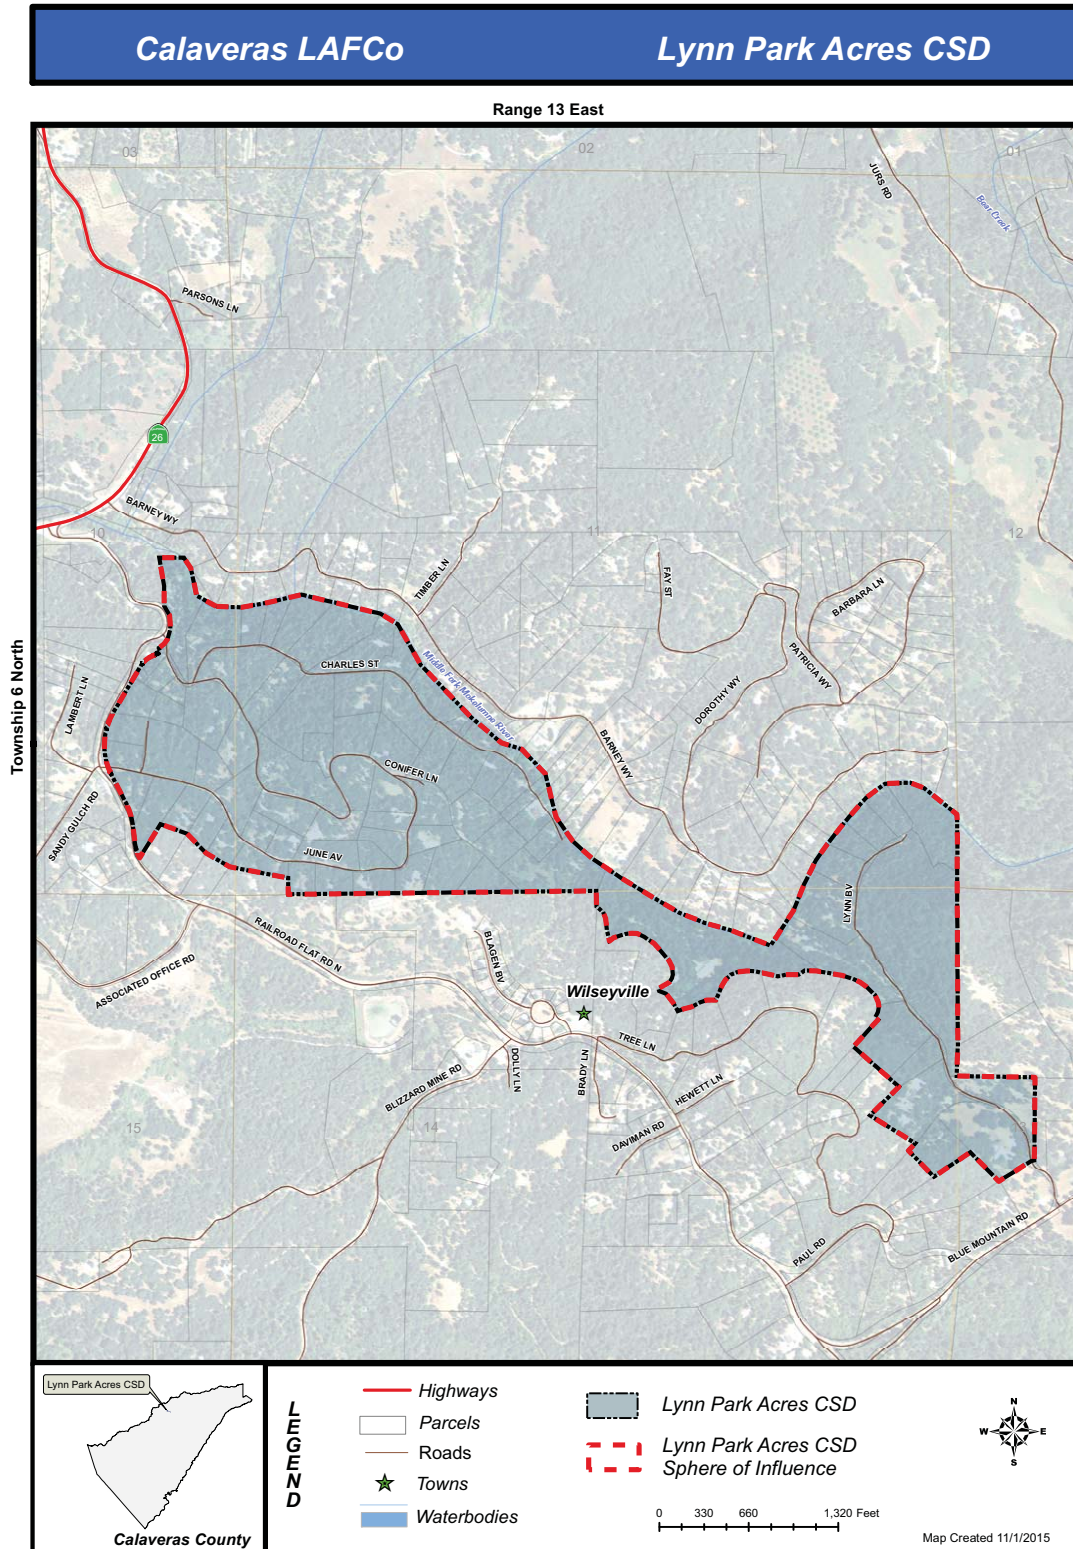 Calaveras LAFCo
Lynn Park Acres CSD
Range 13 East
Township 6 North
03
02
01
JURS RD
Bear Creek
PARSONS LN
26
BARNEY WY
10
11
12
TIMBER LN
FAY ST
BARBARA LN
PATRICIA WY
CHARLES ST
Middle Fork Mokelumne River
LAMBERT LN
DOROTHY WY
BARNEY WY
CONIFER LN
SANDY GULCH RD
JUNE AV
LYNN BV
RAILROAD FLAT RD N
BLAGEN BV
ASSOCIATED OFFICE RD
Wilseyville
TREE LN
DOLLY LN
BRADY LN
BLIZZARD MINE RD
HEWETT LN
DAVIMAN RD
15
14
PAUL RD
BLUE MOUNTAIN RD
Lynn Park Acres CSD
Calaveras County
LEGEND
Highways
Parcels
Roads
Towns
Waterbodies
Lynn Park Acres CSD
Lynn Park Acres CSD
Sphere of Influence
0 330 660 1,320 Feet
N
W E
S
Map Created 11/1/2015